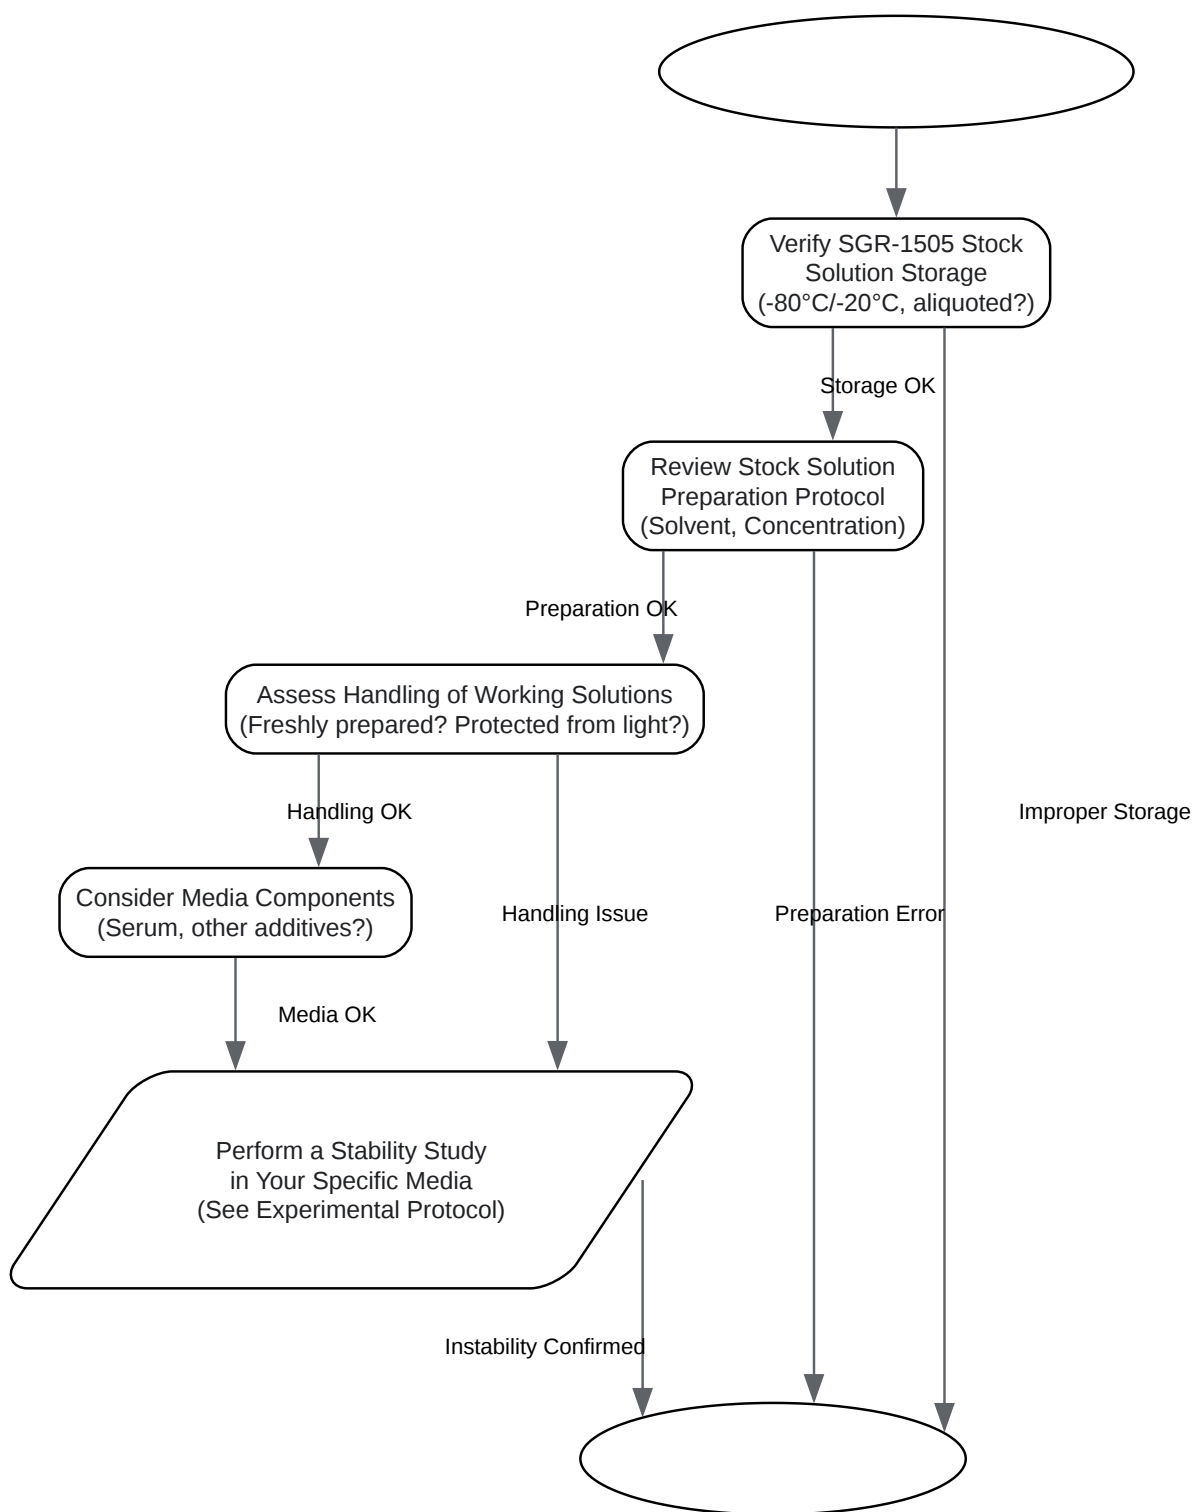 Verify SGR-1505 Stock
Solution Storage
(-80°C/-20°C, aliquoted?)
Storage OK
Review Stock Solution
Preparation Protocol
(Solvent, Concentration)
Preparation OK
Assess Handling of Working Solutions
(Freshly prepared? Protected from light?)
Handling OK
Improper Storage
Consider Media Components
(Serum, other additives?)
Handling Issue
Preparation Error
Media OK
Perform a Stability Study
in Your Specific Media
(See Experimental Protocol)
Instability Confirmed